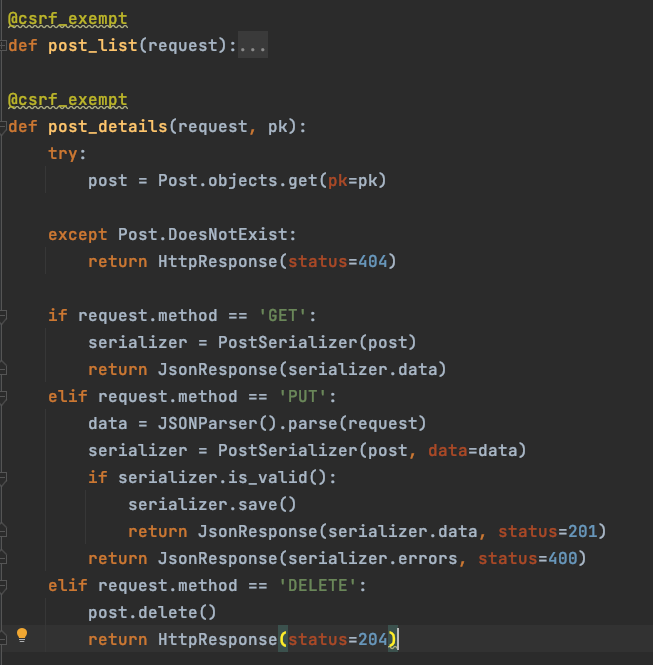 @csrf_exempt
def post_list(request):...
@csrf_exempt
def post_details(request, pk):
    try:
        post = Post.objects.get(pk=pk)
    except Post.DoesNotExist:
        return HttpResponse(status=404)
    if request.method == 'GET':
        serializer = PostSerializer(post)
        return JsonResponse(serializer.data)
    elif request.method == 'PUT':
        data = JSONParser().parse(request)
        serializer = PostSerializer(post, data=data)
        if serializer.is_valid():
            serializer.save()
            return JsonResponse(serializer.data, status=201)
        return JsonResponse(serializer.errors, status=400)
    elif request.method == 'DELETE':
        post.delete()
        return HttpResponse(status=204)